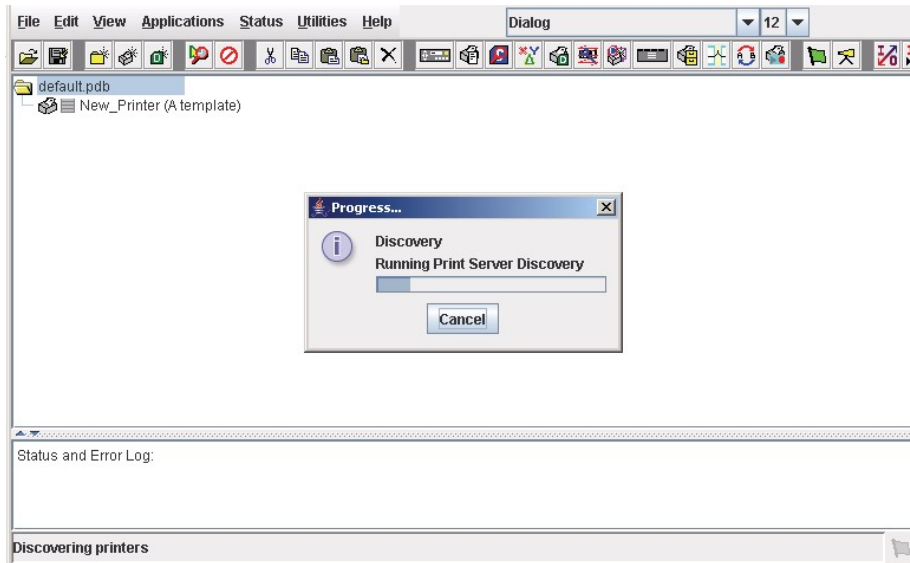 File Edit View Applications Status Utilities Help Dialog 12
default.pdb
New_Printer (A template)
Progress...
Discovery
Running Print Server Discovery
Cancel
Status and Error Log:
Discovering printers